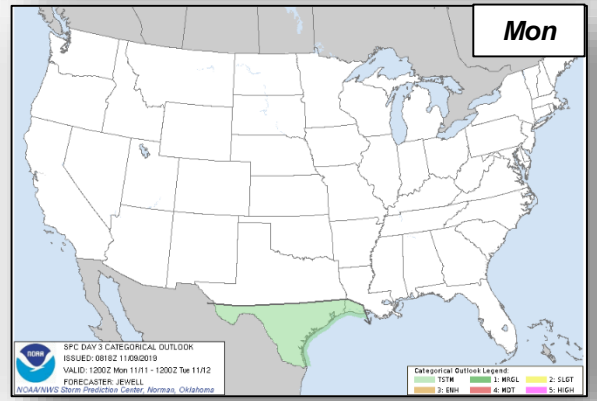 Mon
SPC DAY 3 CATEGORICAL OUTLOOK
ISSUED: 0818Z 11/09/2019
VALID: 1200Z Mon 11/11 - 1200Z Tue 11/12
FORECASTER: JEWELL
NOAA/NWS Storm Prediction Center, Norman, Oklahoma
NOAA
Categorical Outlook Legend:
TSTM 1: MRGL 2: SLGT
3: ENH 4: MDT 5: HIGH